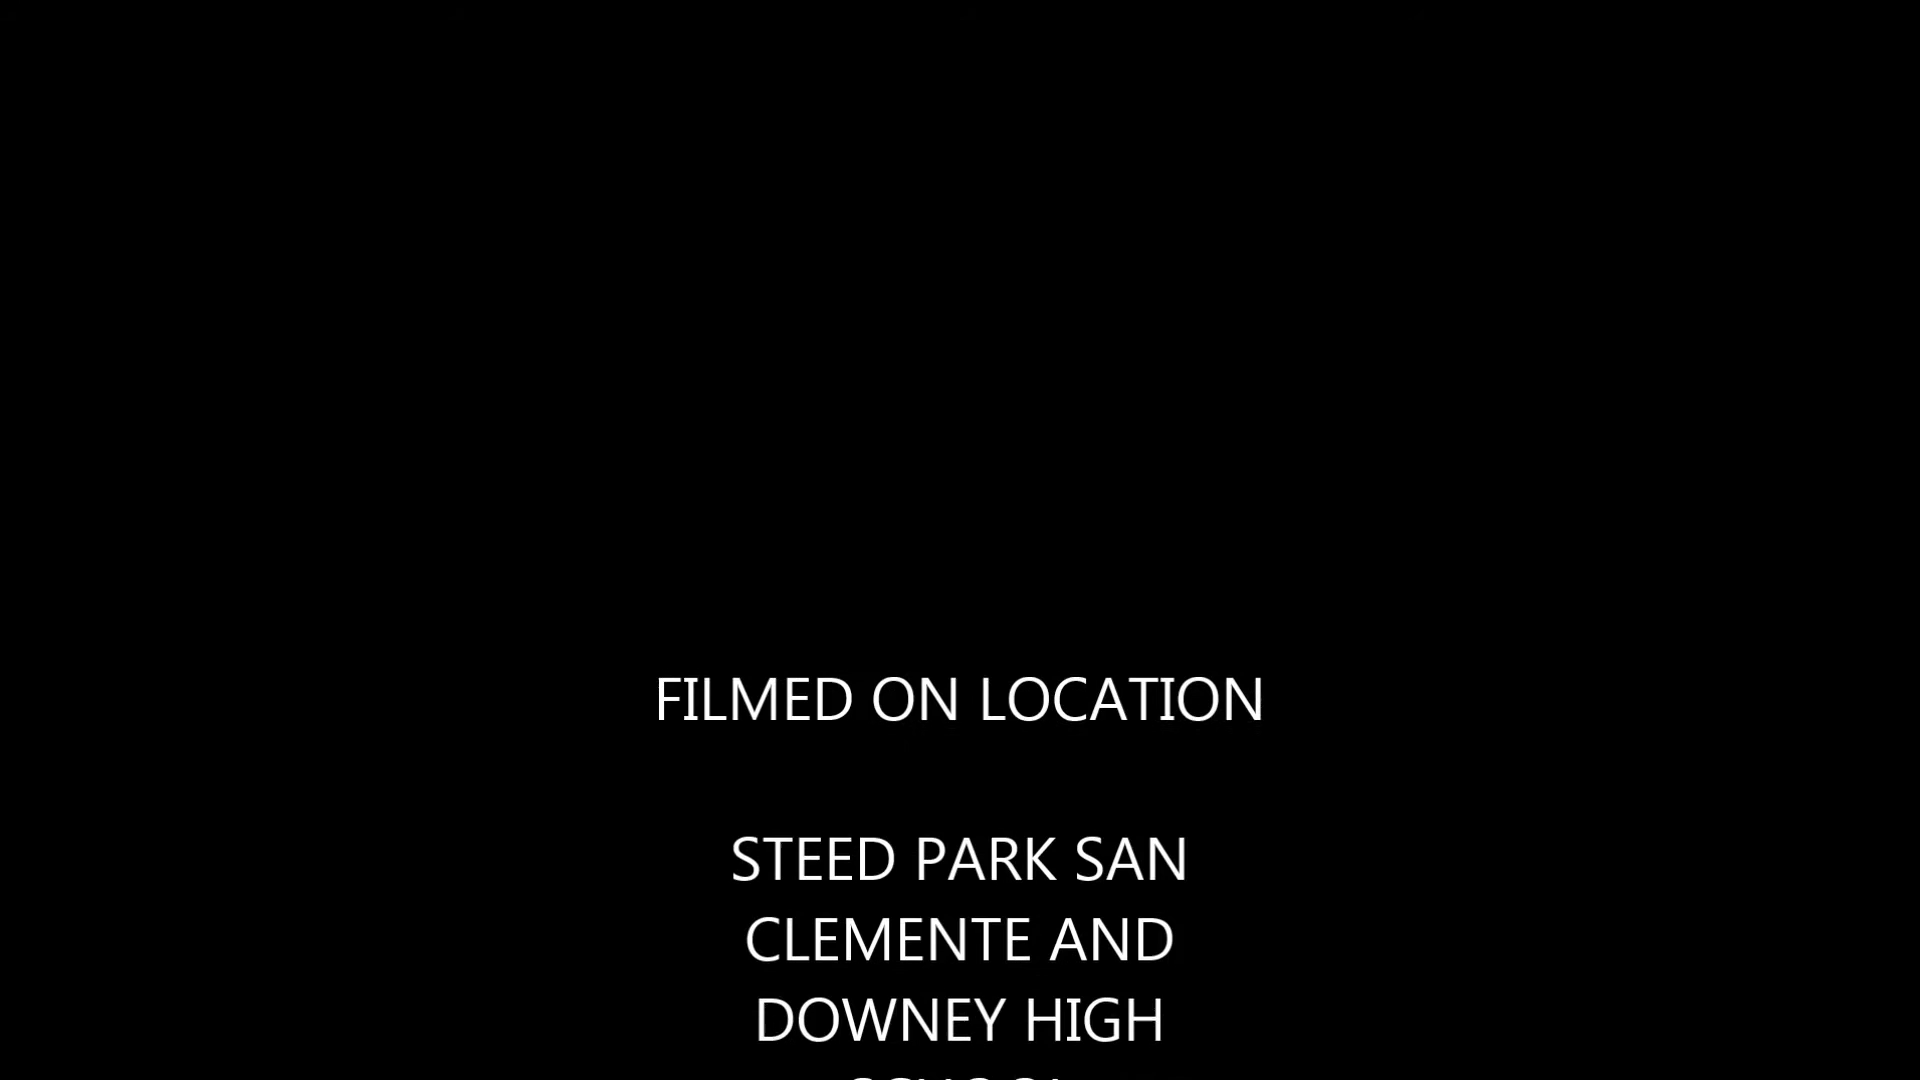 FILMED ON LOCATION
STEED PARK SAN
CLEMENTE AND
DOWNEY HIGH